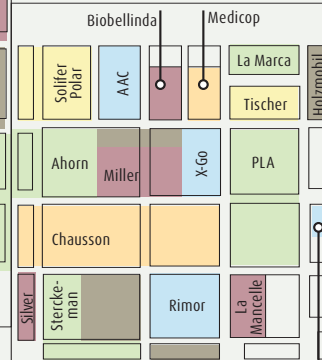 Biobellinda
Medicop
Solifer
Polar
AAC
La Marca
Tischer
Holzmobil
Ahorn
Miller
X-Go
PLA
Chausson
Silver
Stercke-
man
Rimor
La
Mancelle